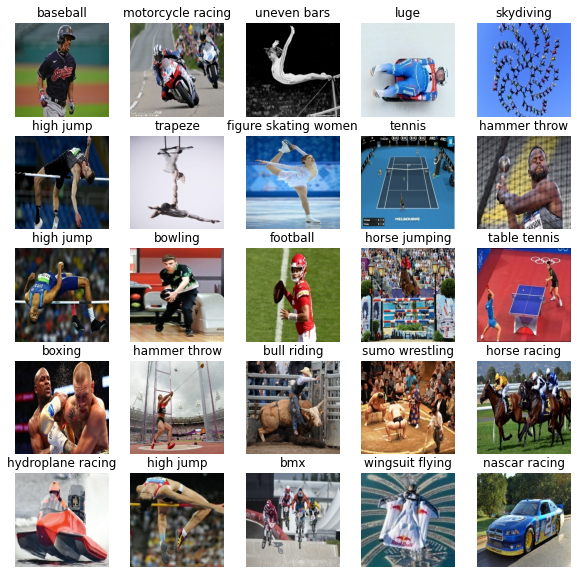 baseball
motorcycle racing
uneven bars
luge
skydiving
high jump
trapeze
figure skating women
tennis
hammer throw
MELBOURNE
high jump
bowling
football
horse jumping
table tennis
boxing
hammer throw
bull riding
sumo wrestling
horse racing
hydroplane racing
high jump
bmx
wingsuit flying
nascar racing